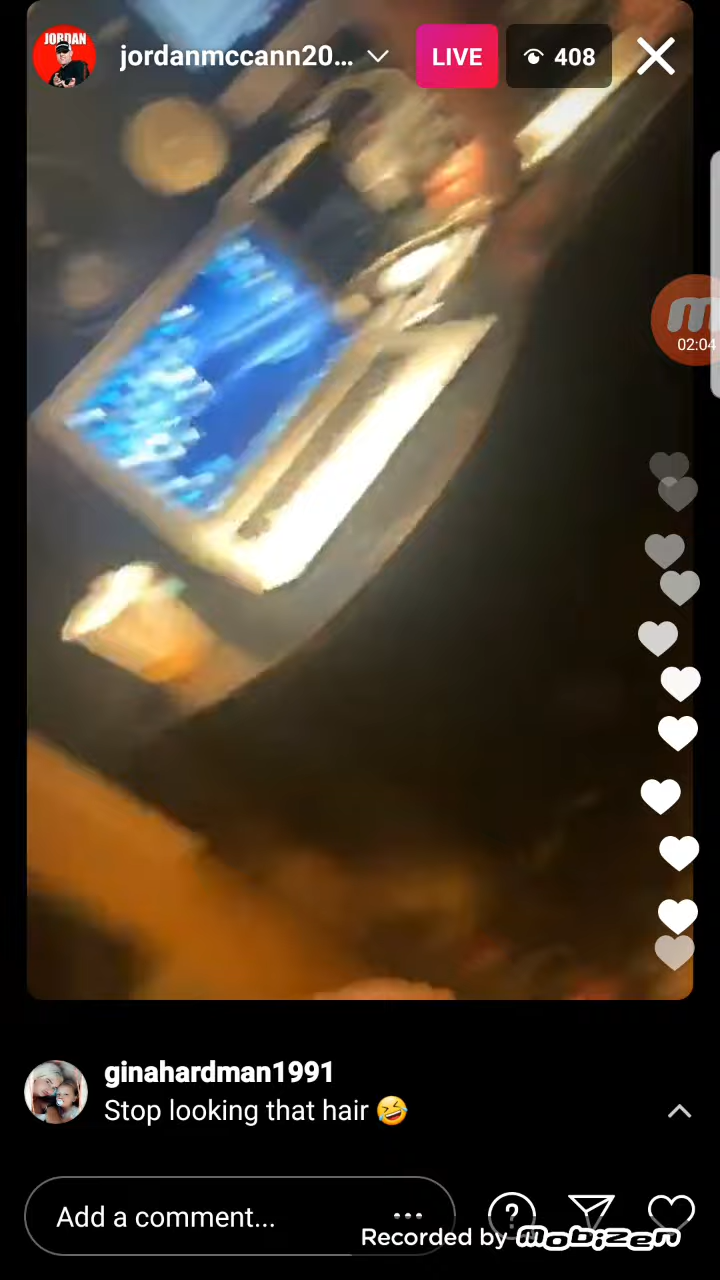 JORDAN
jordanmccann20...
LIVE
408
02:04
ginahardman1991
Stop looking that hair 🤣
Add a comment...
?
Recorded by mobizen